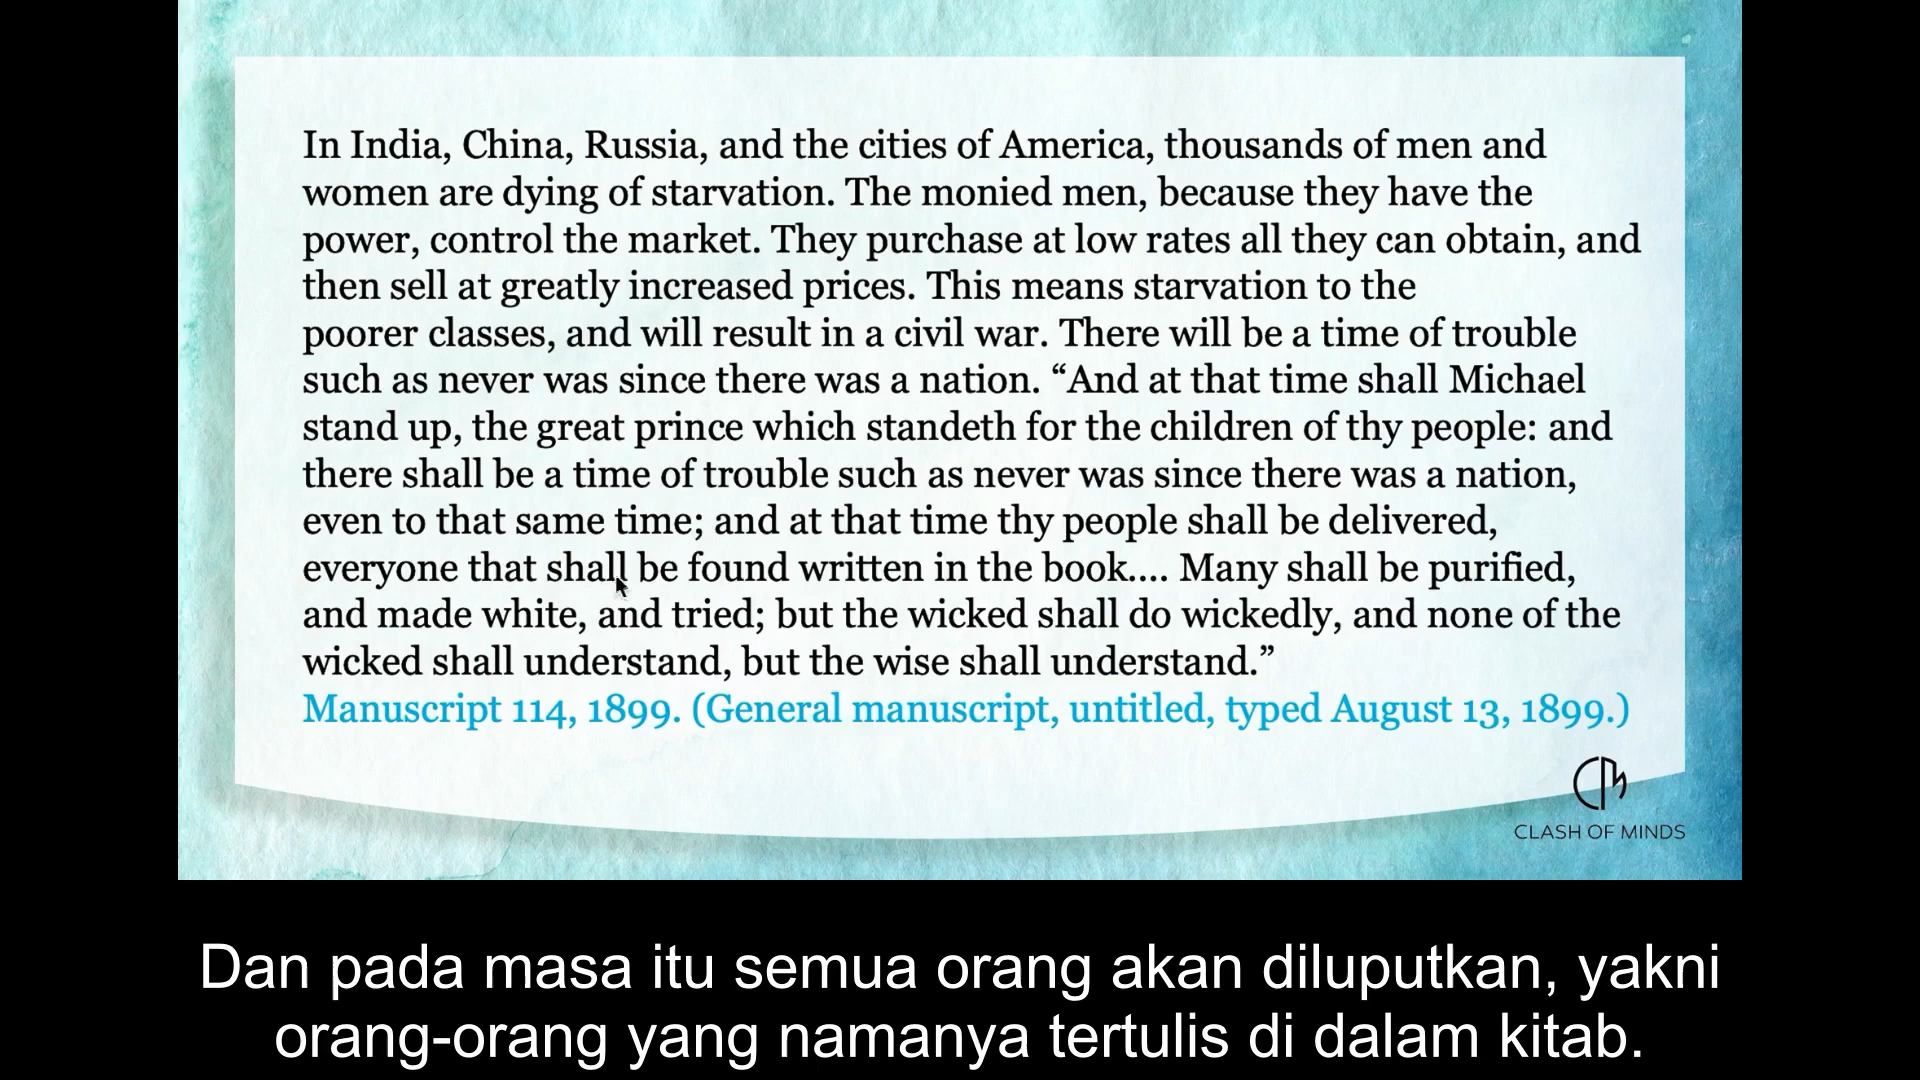 In India, China, Russia, and the cities of America, thousands of men and
women are dying of starvation. The monied men, because they have the
power, control the market. They purchase at low rates all they can obtain, and
then sell at greatly increased prices. This means starvation to the
poorer classes, and will result in a civil war. There will be a time of trouble
such as never was since there was a nation. “And at that time shall Michael
stand up, the great prince which standeth for the children of thy people: and
there shall be a time of trouble such as never was since there was a nation,
even to that same time; and at that time thy people shall be delivered,
everyone that shall be found written in the book.... Many shall be purified,
and made white, and tried; but the wicked shall do wickedly, and none of the
wicked shall understand, but the wise shall understand.”
Manuscript 114, 1899. (General manuscript, untitled, typed August 13, 1899.)
CLASH OF MINDS
Dan pada masa itu semua orang akan diluputkan, yakni
orang-orang yang namanya tertulis di dalam kitab.